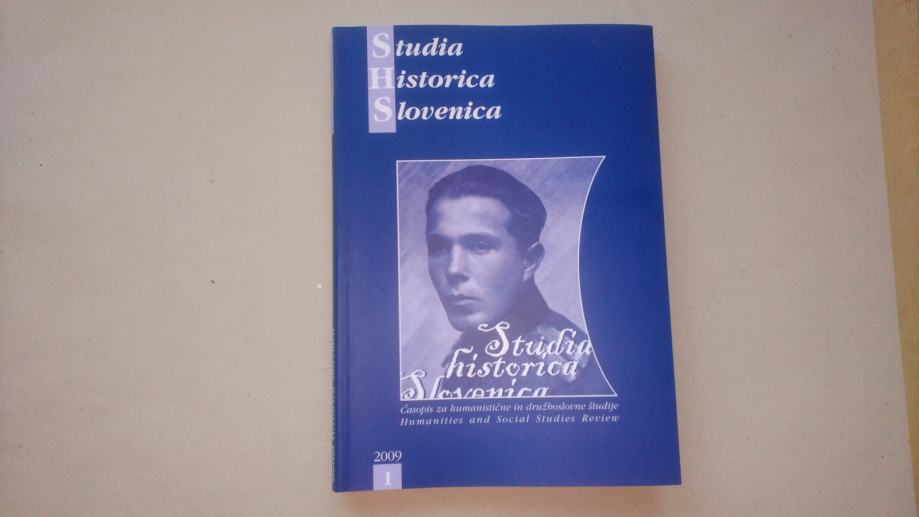 Studia
Historica
Slovenica
Studia
historica
Slovenica
Časopis za humanistične in družboslovne študije
Humanities and Social Studies Review
2009
1